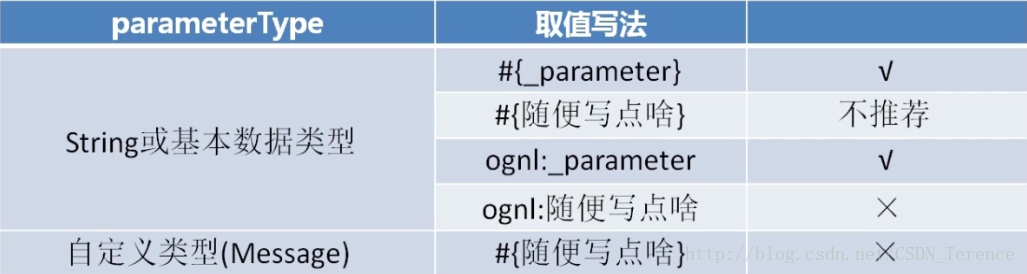 parameterType 取值写法
#{_parameter} √
#{随便写点啥} 不推荐
String或基本数据类型
ognl:_parameter √
ognl:随便写点啥 ×
自定义类型(Message) #{随便写点啥} ×
http://blog.csdn.net/CSDN_Terence